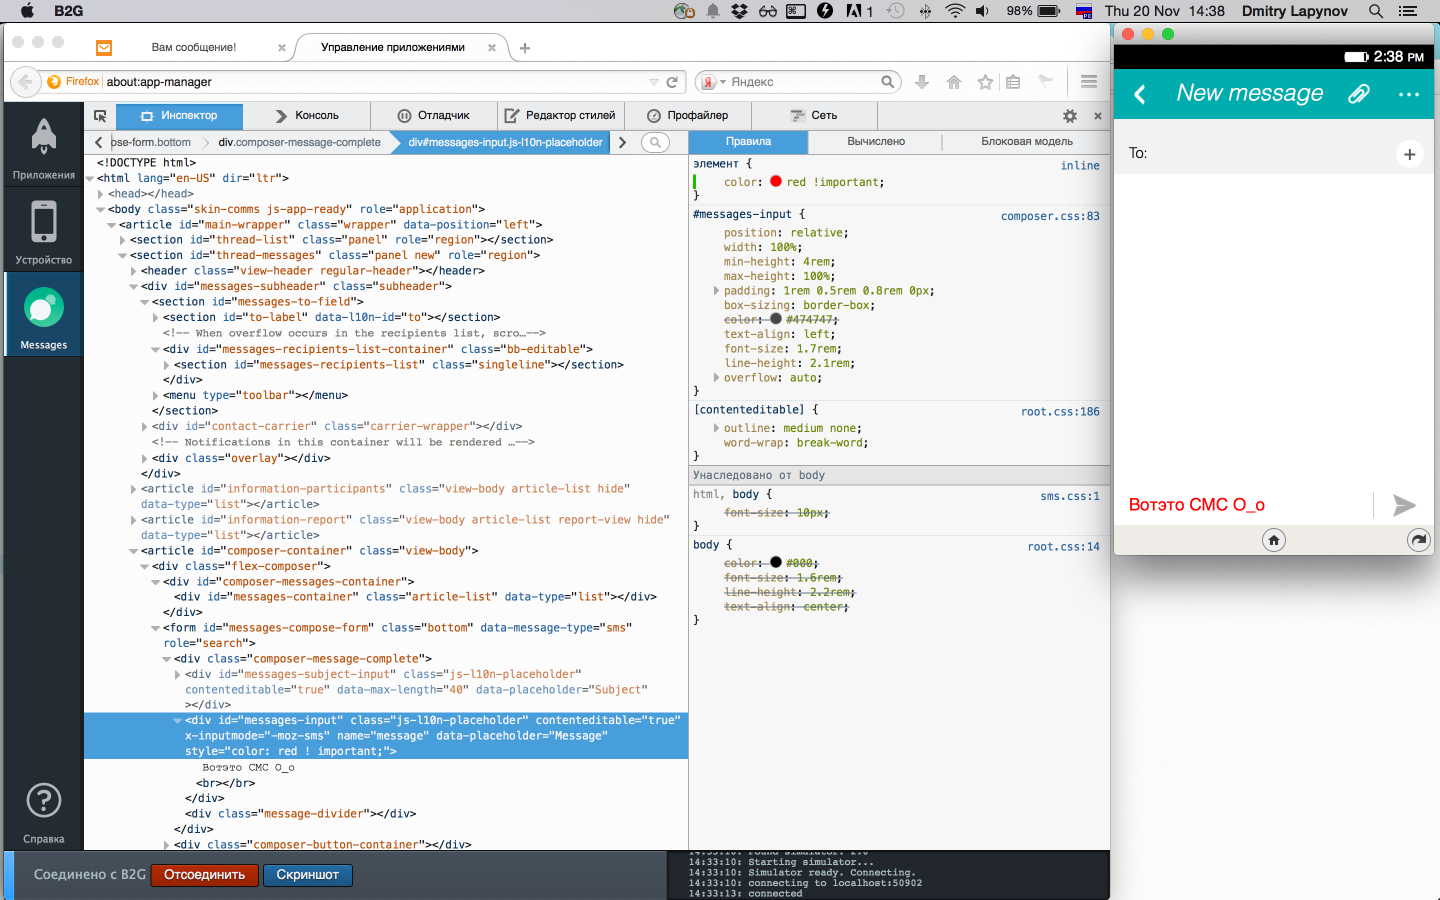 B2G
1
98%
Thu 20 Nov 14:38
Dmitry Lapynov
Вам сообщение!
Управление приложениями
Firefox
about:app-manager
Яндекс
Инспектор
Консоль
Отладчик
Редактор стилей
Профайлер
Сеть
ose-form.bottom
div.composer-message-complete
div#messages-input.js-l10n-placeholder
Правила
Вычислено
Блоковая модель
Приложения
Устройство
Messages
Справка
<!DOCTYPE html>
<html lang="en-US" dir="ltr">
<head></head>
<body class="skin-comms js-app-ready" role="application">
<article id="main-wrapper" class="wrapper" data-position="left">
<section id="thread-list" class="panel" role="region"></section>
<section id="thread-messages" class="panel new" role="region">
<header class="view-header regular-header"></header>
<div id="messages-subheader" class="subheader">
<section id="messages-to-field">
<section id="to-label" data-l10n-id="to"></section>
<!-- When overflow occurs in the recipients list, scro…-->
<div id="messages-recipients-list-container" class="bb-editable">
<section id="messages-recipients-list" class="singleline"></section>
</div>
<menu type="toolbar"></menu>
</section>
<div id="contact-carrier" class="carrier-wrapper"></div>
<!-- Notifications in this container will be rendered …-->
<div class="overlay"></div>
</div>
<article id="information-participants" class="view-body article-list hide"
data-type="list"></article>
<article id="information-report" class="view-body article-list report-view hide"
data-type="list"></article>
<article id="composer-container" class="view-body">
<div class="flex-composer">
<div id="composer-messages-container">
<div id="messages-container" class="article-list" data-type="list"></div>
</div>
<form id="messages-compose-form" class="bottom" data-message-type="sms"
role="search">
<div class="composer-message-complete">
<div id="messages-subject-input" class="js-l10n-placeholder"
contenteditable="true" data-max-length="40" data-placeholder="Subject"
></div>
<div id="messages-input" class="js-l10n-placeholder" contenteditable="true"
x-inputmode="-moz-sms" name="message" data-placeholder="Message"
style="color: red ! important;">
Вотэто СМС О_о
<br></br>
</div>
<div class="message-divider"></div>
</div>
<div class="composer-button-container"></div>
элемент {
inline
color: red !important;
}
#messages-input {
composer.css:83
position: relative;
width: 100%;
min-height: 4rem;
max-height: 100%;
padding: 1rem 0.5rem 0.8rem 0px;
box-sizing: border-box;
color: #474747;
text-align: left;
font-size: 1.7rem;
line-height: 2.1rem;
overflow: auto;
}
[contenteditable] {
root.css:186
outline: medium none;
word-wrap: break-word;
}
Унаследовано от body
html, body {
sms.css:1
font-size: 10px;
}
body {
root.css:14
color: #000;
font-size: 1.6rem;
line-height: 2.2rem;
text-align: center;
}
Соединено с B2G
Отсоединить
Скриншот
14:33:10: Found simulator: 2.0
14:33:10: Starting simulator...
14:33:10: Simulator ready. Connecting.
14:33:10: connecting to localhost:50902
14:33:13: connected
2:38 PM
New message
To:
Вотэто СМС О_о